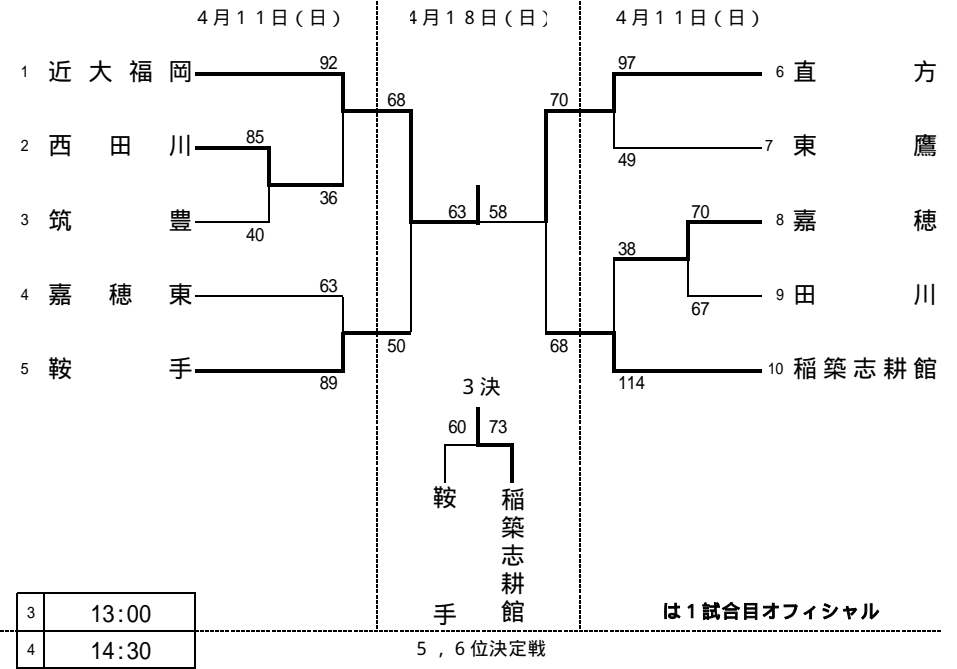 4月11日(日) 4月18日(日) 4月11日(日)
92 97
1 近大福岡 6 直方
68 70
85
2 西田川 7 東鷹
49
36
63 58 70
3 筑豊 8 嘉穂
40
38
63
4 嘉穂東 9 田川
67
50 68
5 鞍手 10 稲築志耕館
89 114
3決
60 73
鞍手
稲築志耕館
3 13:00
は1試合目オフィシャル
4 14:30
5,6位決定戦